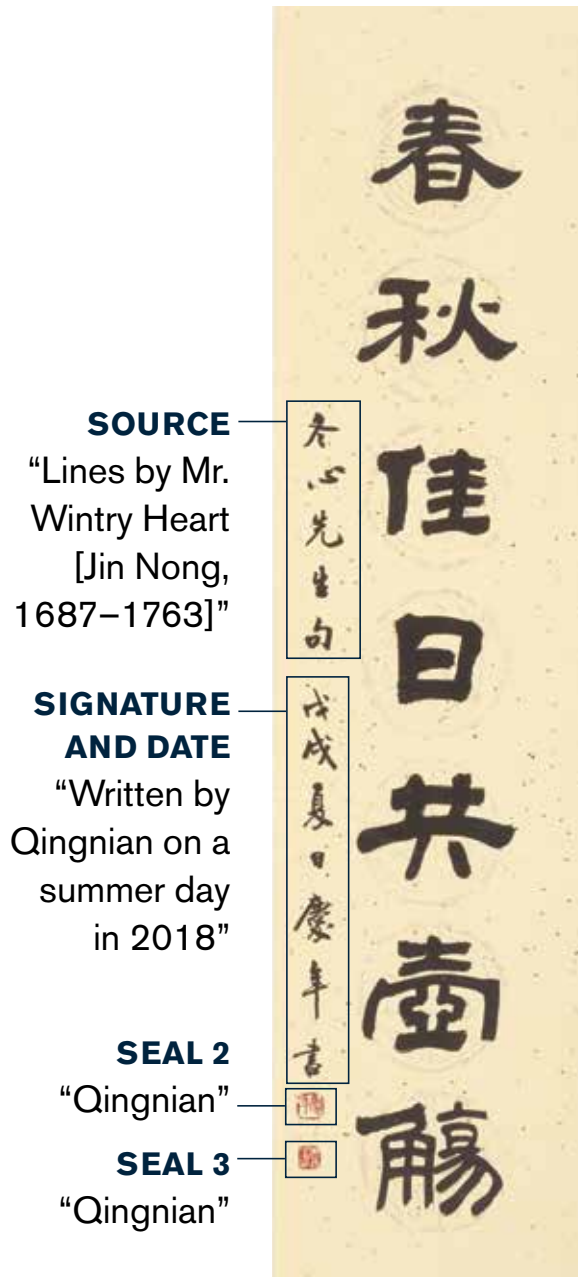 春秋佳日共壺觴
冬心先生句
戊戌夏日慶年書
SOURCE
“Lines by Mr.
Wintry Heart
[Jin Nong,
1687–1763]”
SIGNATURE
AND DATE
“Written by
Qingnian on a
summer day
in 2018”
SEAL 2
“Qingnian”
SEAL 3
“Qingnian”